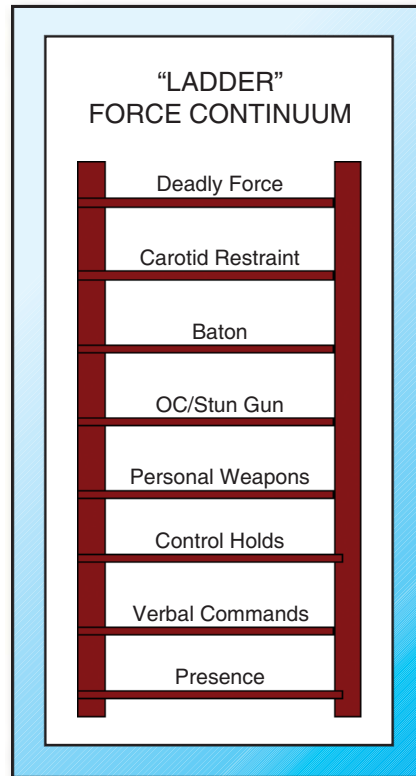 “LADDER”
FORCE CONTINUUM
Deadly Force
Carotid Restraint
Baton
OC/Stun Gun
Personal Weapons
Control Holds
Verbal Commands
Presence